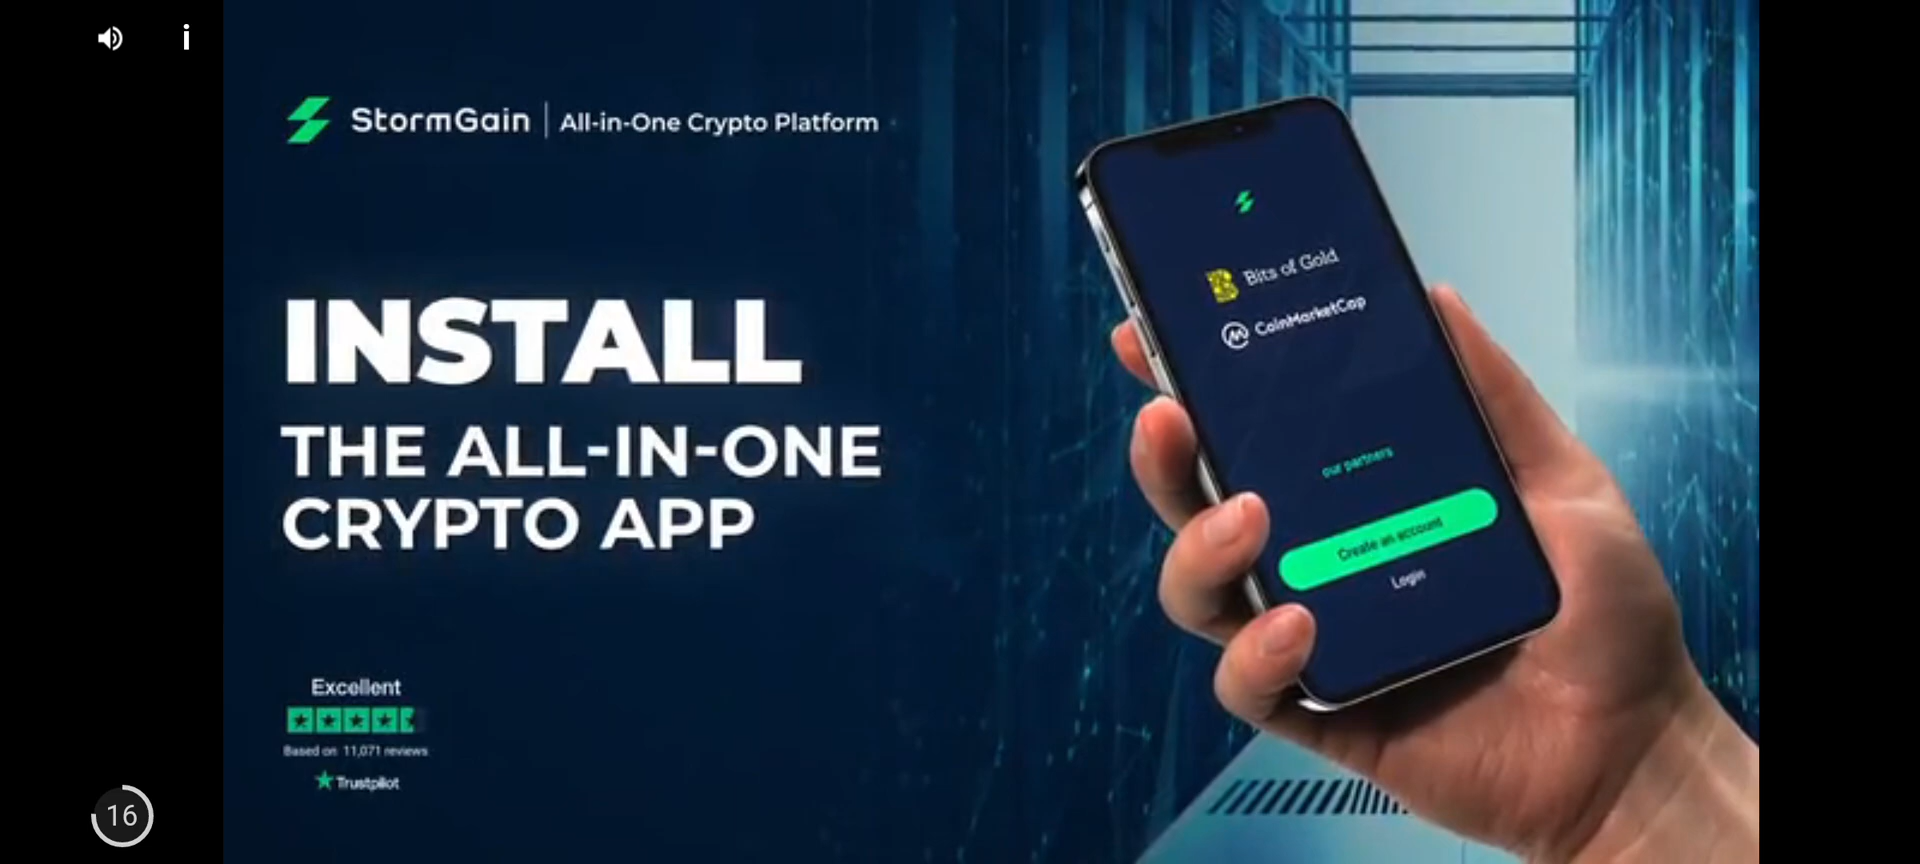 StormGain | All-in-One Crypto Platform
INSTALL
THE ALL-IN-ONE
CRYPTO APP
Bits of Gold
CoinMarketCap
our partners
Create an account
Login
Excellent
Based on 11,071 reviews
Trustpilot
16